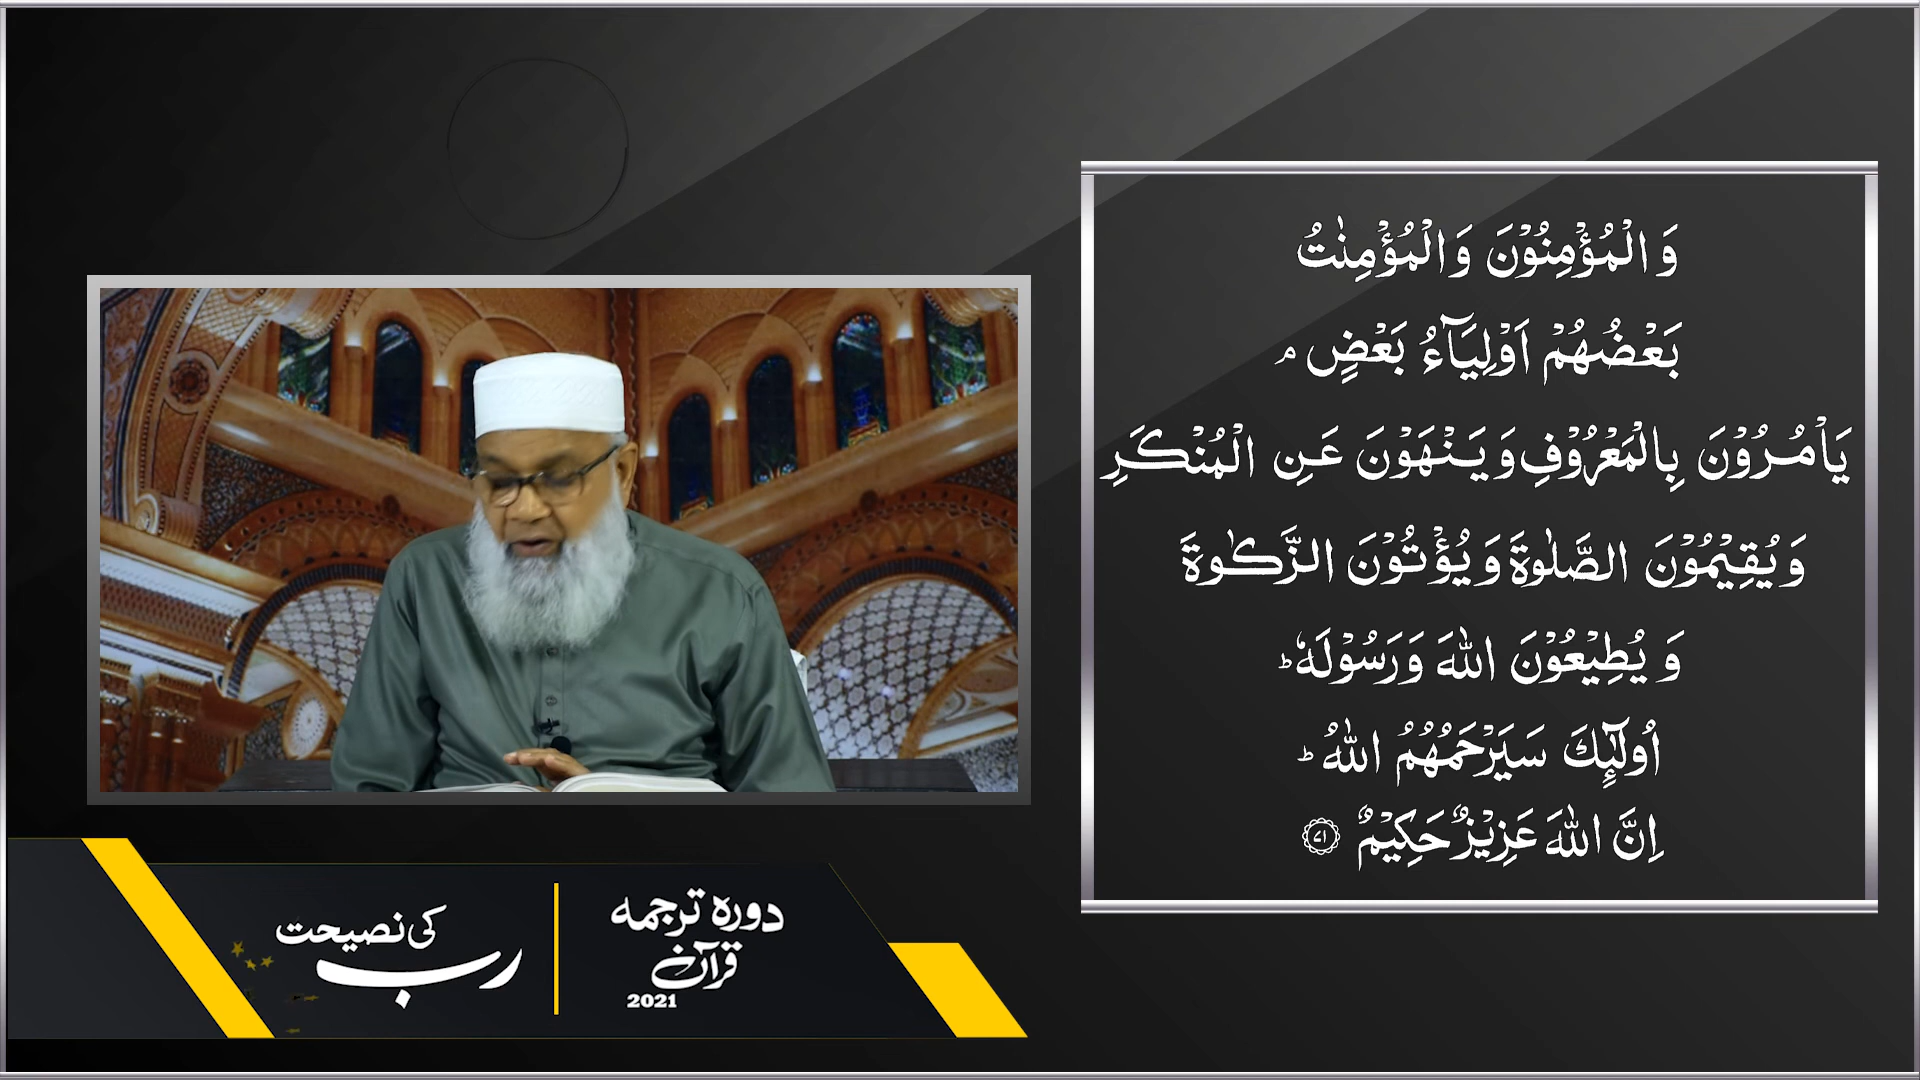 وَ الْمُؤْمِنُوْنَ وَ الْمُؤْمِنٰتُ
بَعْضُهُمْ اَوْلِيَآءُ بَعْضٍ ۘ
يَاْمُرُوْنَ بِالْمَعْرُوْفِ وَ يَنْهَوْنَ عَنِ الْمُنْكَرِ
وَ يُقِيْمُوْنَ الصَّلٰوةَ وَ يُؤْتُوْنَ الزَّكٰوةَ
وَ يُطِيْعُوْنَ اللّٰهَ وَ رَسُوْلَهٗ ؕ
اُولٰٓىِٕكَ سَيَرْحَمُهُمُ اللّٰهُ ؕ
اِنَّ اللّٰهَ عَزِيْزٌ حَكِيْمٌ ۝۷۱
دورہ ترجمہ
قرآن
2021
رب کی نصیحت